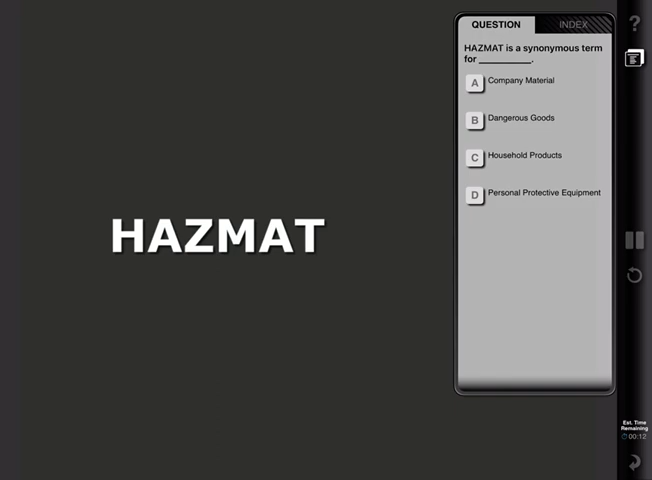 HAZMAT
QUESTION
INDEX
HAZMAT is a synonymous term
for __________.
A Company Material
B Dangerous Goods
C Household Products
D Personal Protective Equipment
?
Est. Time
Remaining
00:12